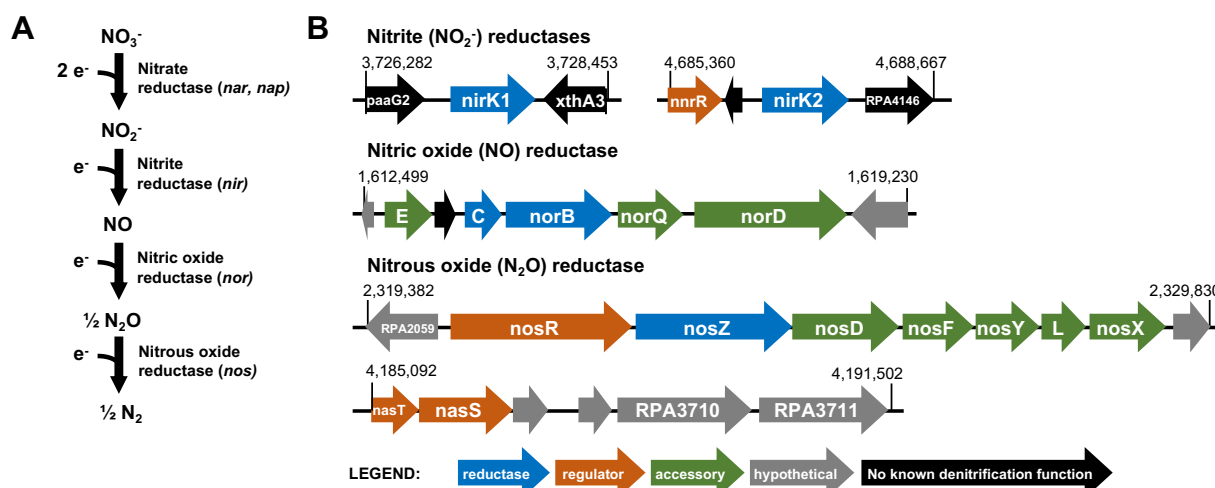 A
NO₃⁻
2 e⁻
Nitrate
reductase (nar, nap)
NO₂⁻
e⁻
Nitrite
reductase (nir)
NO
e⁻
Nitric oxide
reductase (nor)
½ N₂O
e⁻
Nitrous oxide
reductase (nos)
½ N₂
B
Nitrite (NO₂⁻) reductases
3,726,282 3,728,453 4,685,360 4,688,667
paaG2 nirK1 xthA3 nnrR nirK2 RPA4146
Nitric oxide (NO) reductase
1,612,499 1,619,230
E C norB norQ norD
Nitrous oxide (N₂O) reductase
2,319,382 2,329,830
RPA2059 nosR nosZ nosD nosF nosY L nosX
4,185,092 4,191,502
nasT nasS RPA3710 RPA3711
LEGEND: reductase regulator accessory hypothetical No known denitrification function